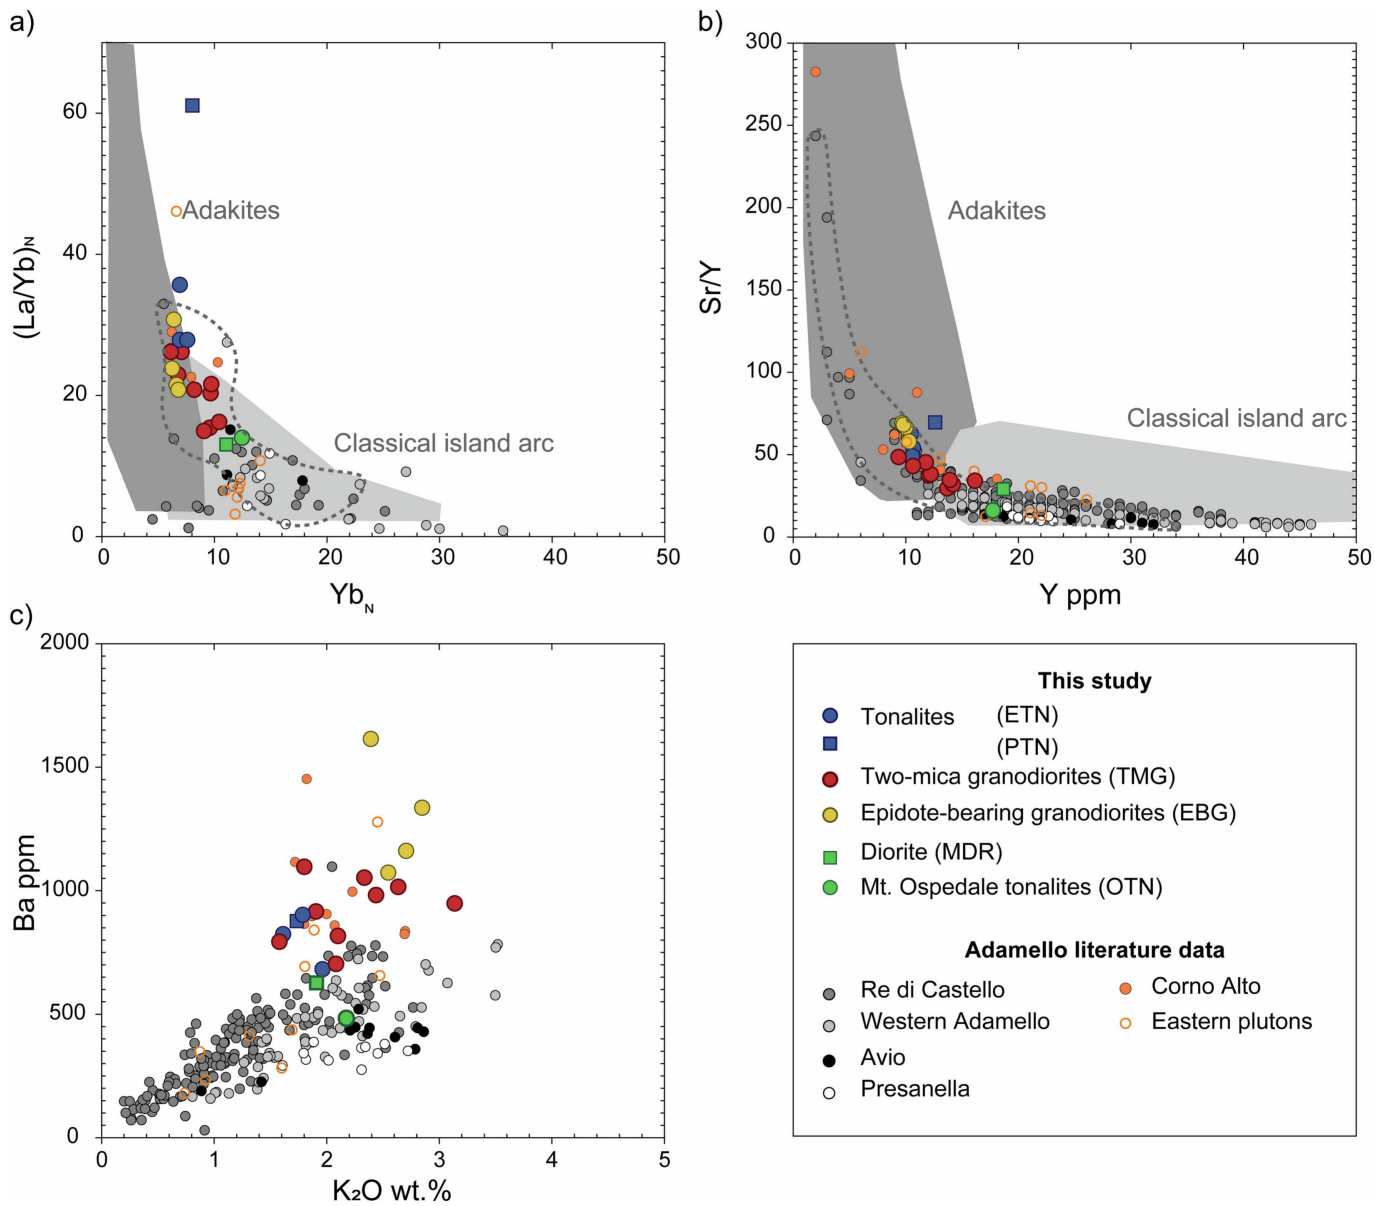 a)
60
40
20
0
0
10
20
30
40
50
(La/Yb)N
YbN
Adakites
Classical island arc
b)
300
250
200
150
100
50
0
0
10
20
30
40
50
Sr/Y
Y ppm
Adakites
Classical island arc
c)
2000
1500
1000
500
0
0
1
2
3
4
5
Ba ppm
K₂O wt.%
This study
Tonalites (ETN)
(PTN)
Two-mica granodiorites (TMG)
Epidote-bearing granodiorites (EBG)
Diorite (MDR)
Mt. Ospedale tonalites (OTN)
Adamello literature data
Re di Castello
Western Adamello
Avio
Presanella
Corno Alto
Eastern plutons